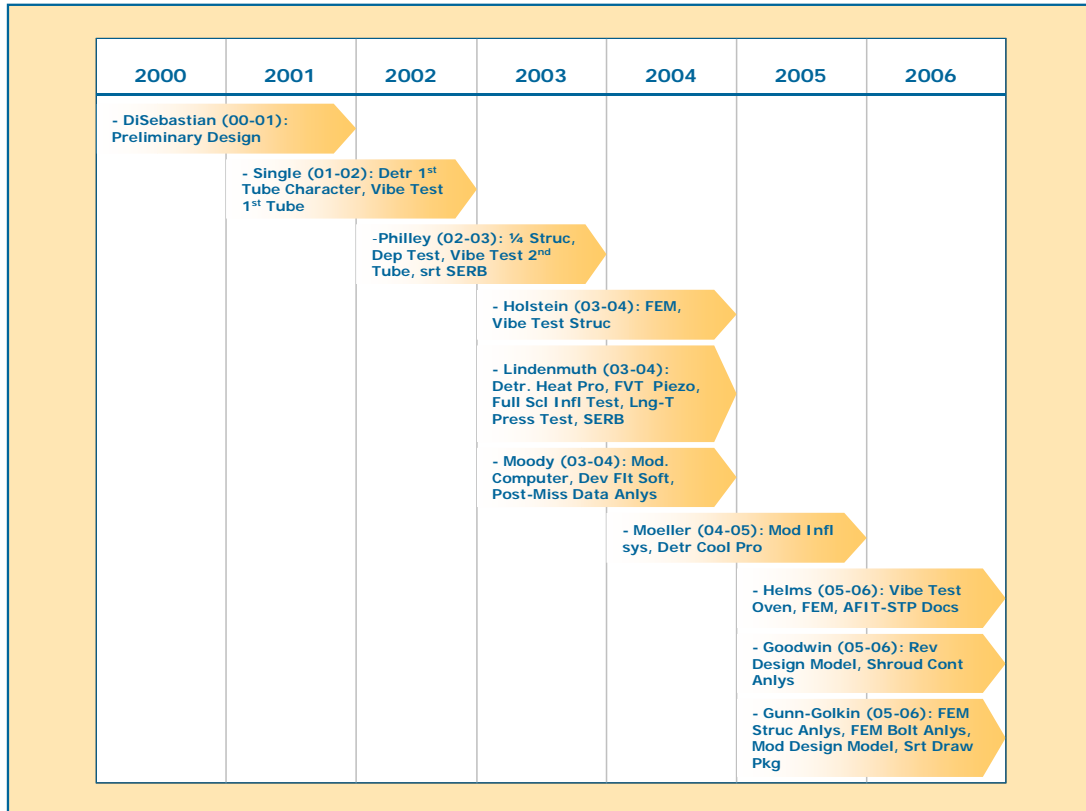 2000 2001 2002 2003 2004 2005 2006
- DiSebastian (00-01):
Preliminary Design
- Single (01-02): Detr 1st
Tube Character, Vibe Test
1st Tube
-Philley (02-03): ¼ Struc,
Dep Test, Vibe Test 2nd
Tube, srt SERB
- Holstein (03-04): FEM,
Vibe Test Struc
- Lindenmuth (03-04):
Detr. Heat Pro, FVT Piezo,
Full Scl Infl Test, Lng-T
Press Test, SERB
- Moody (03-04): Mod.
Computer, Dev Flt Soft,
Post-Miss Data Anlys
- Moeller (04-05): Mod Infl
sys, Detr Cool Pro
- Helms (05-06): Vibe Test
Oven, FEM, AFIT-STP Docs
- Goodwin (05-06): Rev
Design Model, Shroud Cont
Anlys
- Gunn-Golkin (05-06): FEM
Struc Anlys, FEM Bolt Anlys,
Mod Design Model, Srt Draw
Pkg